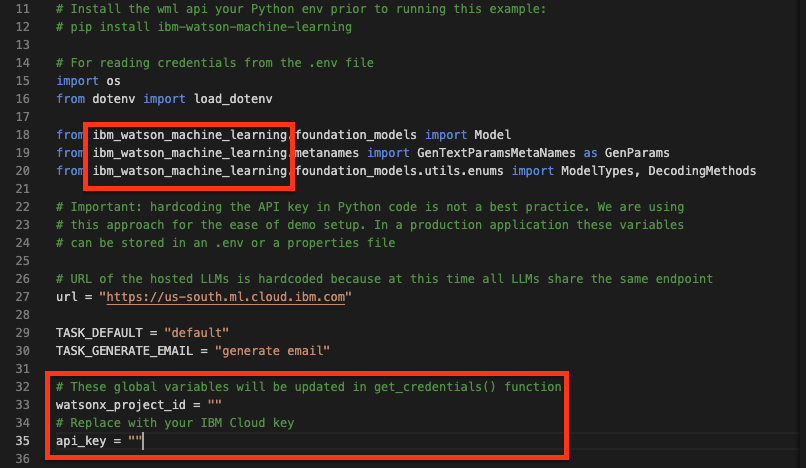 11 # Install the wml api your Python env prior to running this example:
12 # pip install ibm-watson-machine-learning
13
14 # For reading credentials from the .env file
15 import os
16 from dotenv import load_dotenv
17
18 from ibm_watson_machine_learning.foundation_models import Model
19 from ibm_watson_machine_learning.metanames import GenTextParamsMetaNames as GenParams
20 from ibm_watson_machine_learning.foundation_models.utils.enums import ModelTypes, DecodingMethods
21
22 # Important: hardcoding the API key in Python code is not a best practice. We are using
23 # this approach for the ease of demo setup. In a production application these variables
24 # can be stored in an .env or a properties file
25
26 # URL of the hosted LLMs is hardcoded because at this time all LLMs share the same endpoint
27 url = "https://us-south.ml.cloud.ibm.com"
28
29 TASK_DEFAULT = "default"
30 TASK_GENERATE_EMAIL = "generate email"
31
32 # These global variables will be updated in get_credentials() function
33 watsonx_project_id = ""
34 # Replace with your IBM Cloud key
35 api_key = ""
36